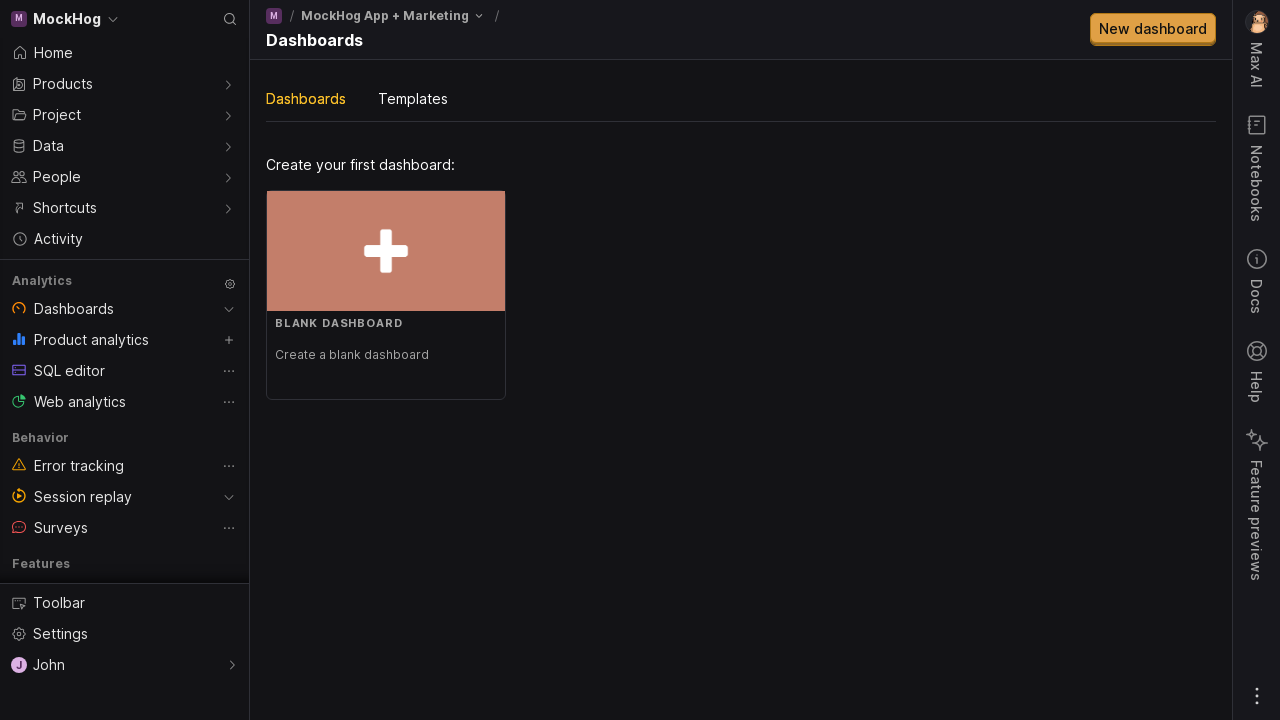 M MockHog
Home
Products
Project
Data
People
Shortcuts
Activity
Analytics
Dashboards
Product analytics
SQL editor
Web analytics
Behavior
Error tracking
Session replay
Surveys
Features
Toolbar
Settings
J John
M / MockHog App + Marketing /
Dashboards
New dashboard
Dashboards Templates
Create your first dashboard:
BLANK DASHBOARD
Create a blank dashboard
Max AI
Notebooks
Docs
Help
Feature previews